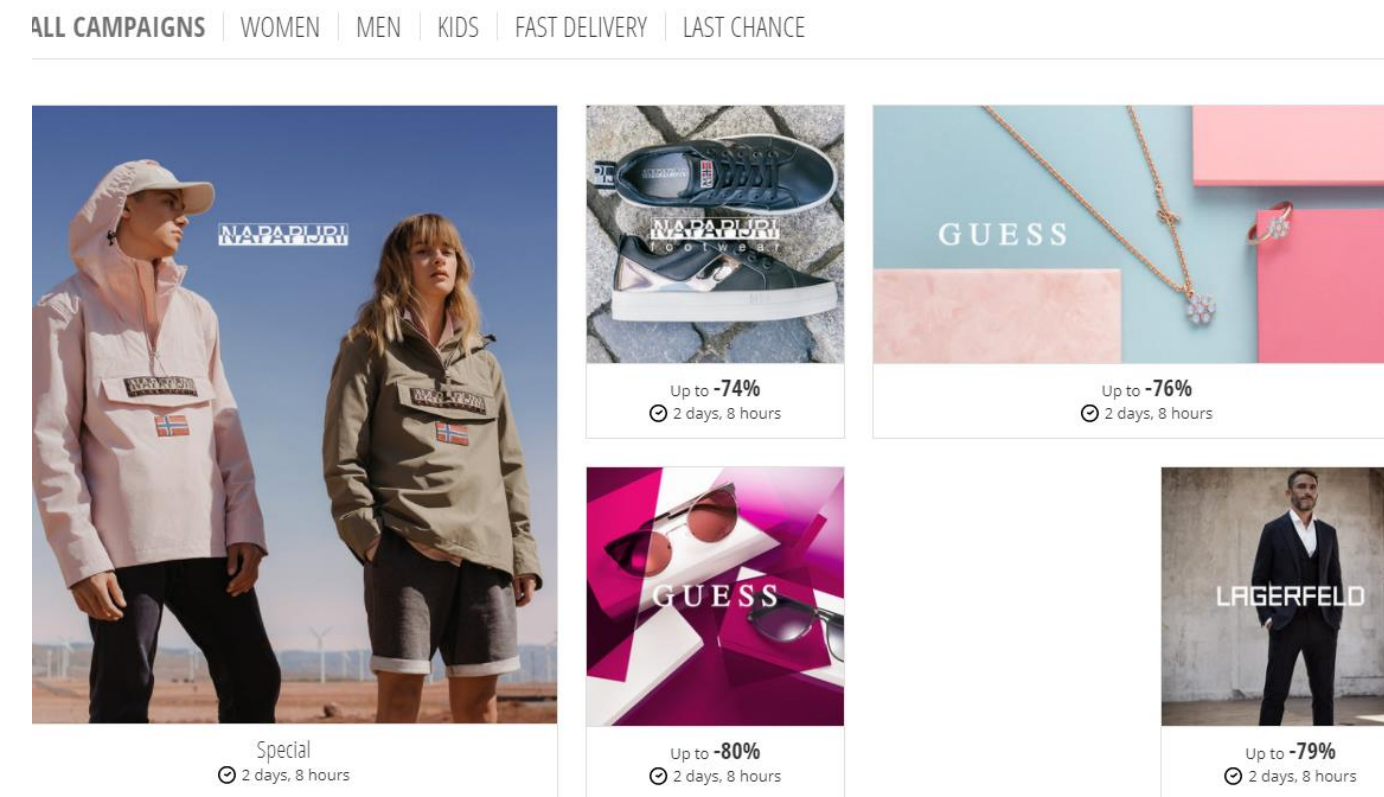 ALL CAMPAIGNS WOMEN MEN KIDS FAST DELIVERY LAST CHANCE
NAPAPIJRI
NAPAPIJRI
NAPAPIJRI
Special
2 days, 8 hours
NAPAPIJRI
footwear
Up to -74%
2 days, 8 hours
GUESS
Up to -76%
2 days, 8 hours
GUESS
Up to -80%
2 days, 8 hours
LAGERFELD
Up to -79%
2 days, 8 hours